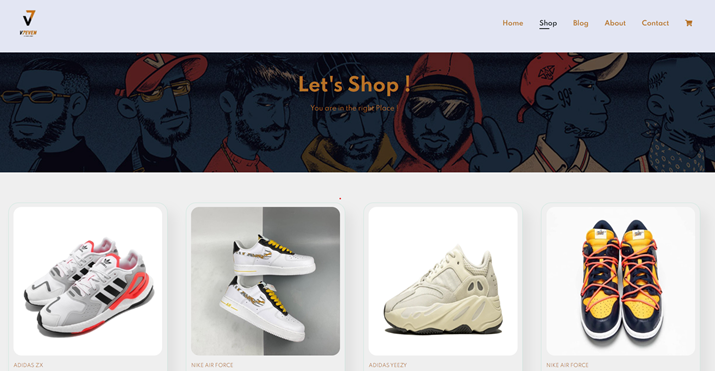 V7EVEN
Home
Shop
Blog
About
Contact
Let's Shop !
You are in the right Place !
ADIDAS ZX
NIKE AIR FORCE
ADIDAS YEEZY
NIKE AIR FORCE